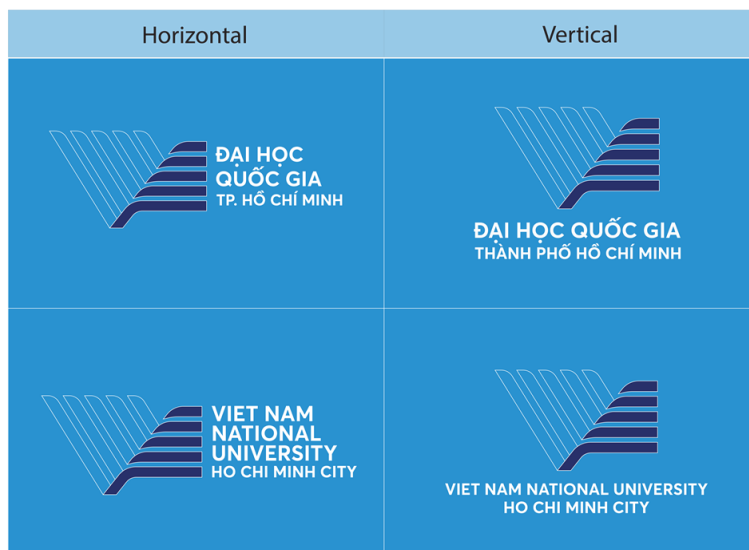 Horizontal
Vertical
ĐẠI HỌC
QUỐC GIA
TP. HỒ CHÍ MINH
ĐẠI HỌC QUỐC GIA
THÀNH PHỐ HỒ CHÍ MINH
VIET NAM
NATIONAL
UNIVERSITY
HO CHI MINH CITY
VIET NAM NATIONAL UNIVERSITY
HO CHI MINH CITY